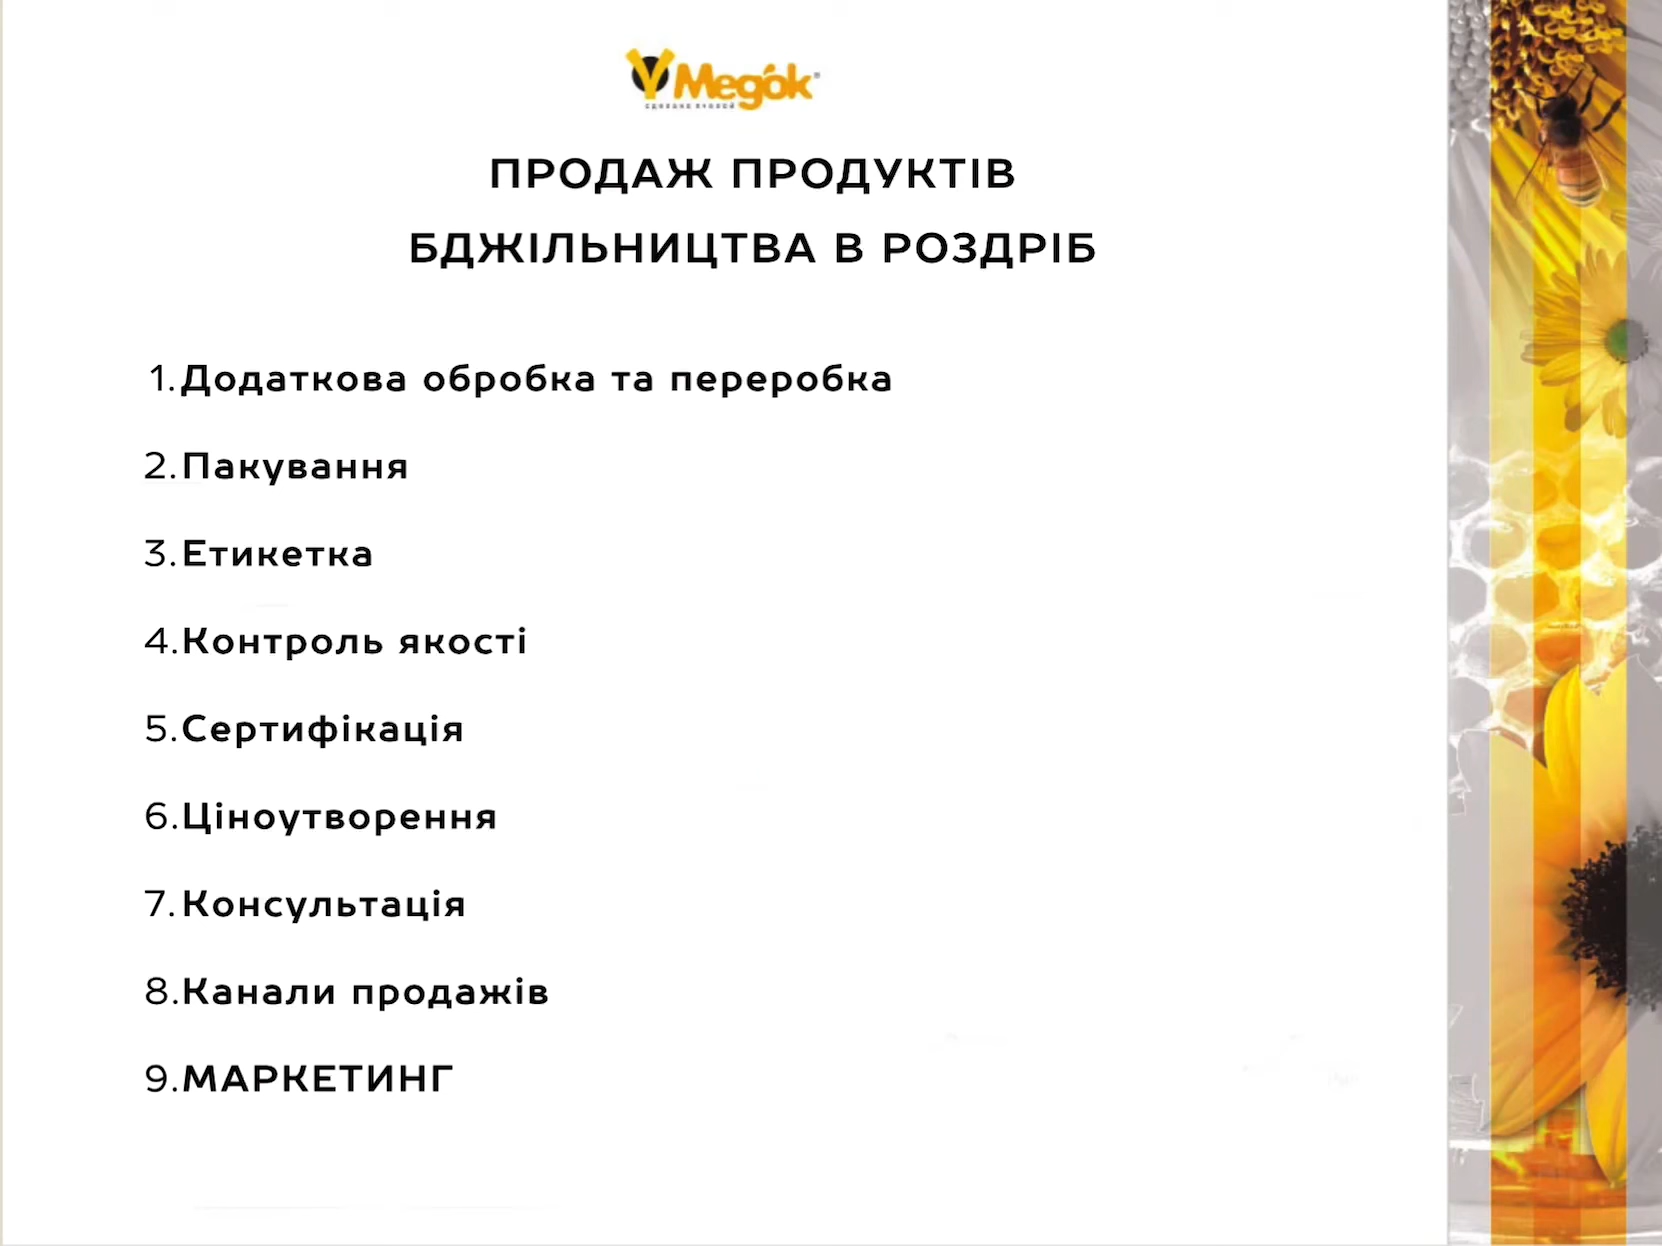 Медок
ПРОДАЖ ПРОДУКТІВ
БДЖІЛЬНИЦТВА В РОЗДРІБ
1.Додаткова обробка та переробка
2.Пакування
3.Етикетка
4.Контроль якості
5.Сертифікація
6.Ціноутворення
7.Консультація
8.Канали продажів
9.МАРКЕТИНГ